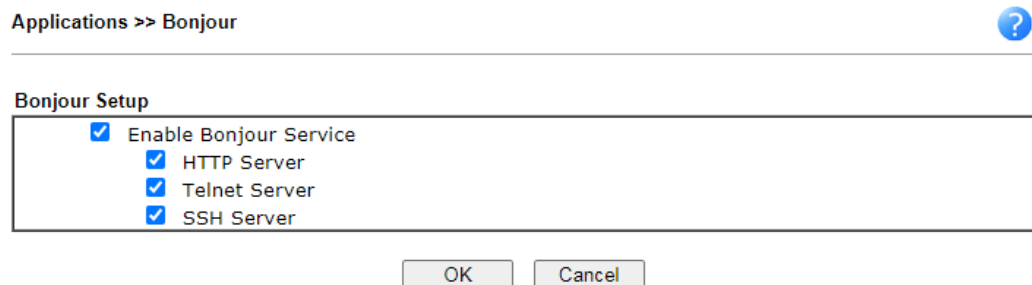 Applications >> Bonjour
?
Bonjour Setup
Enable Bonjour Service
HTTP Server
Telnet Server
SSH Server
OK Cancel